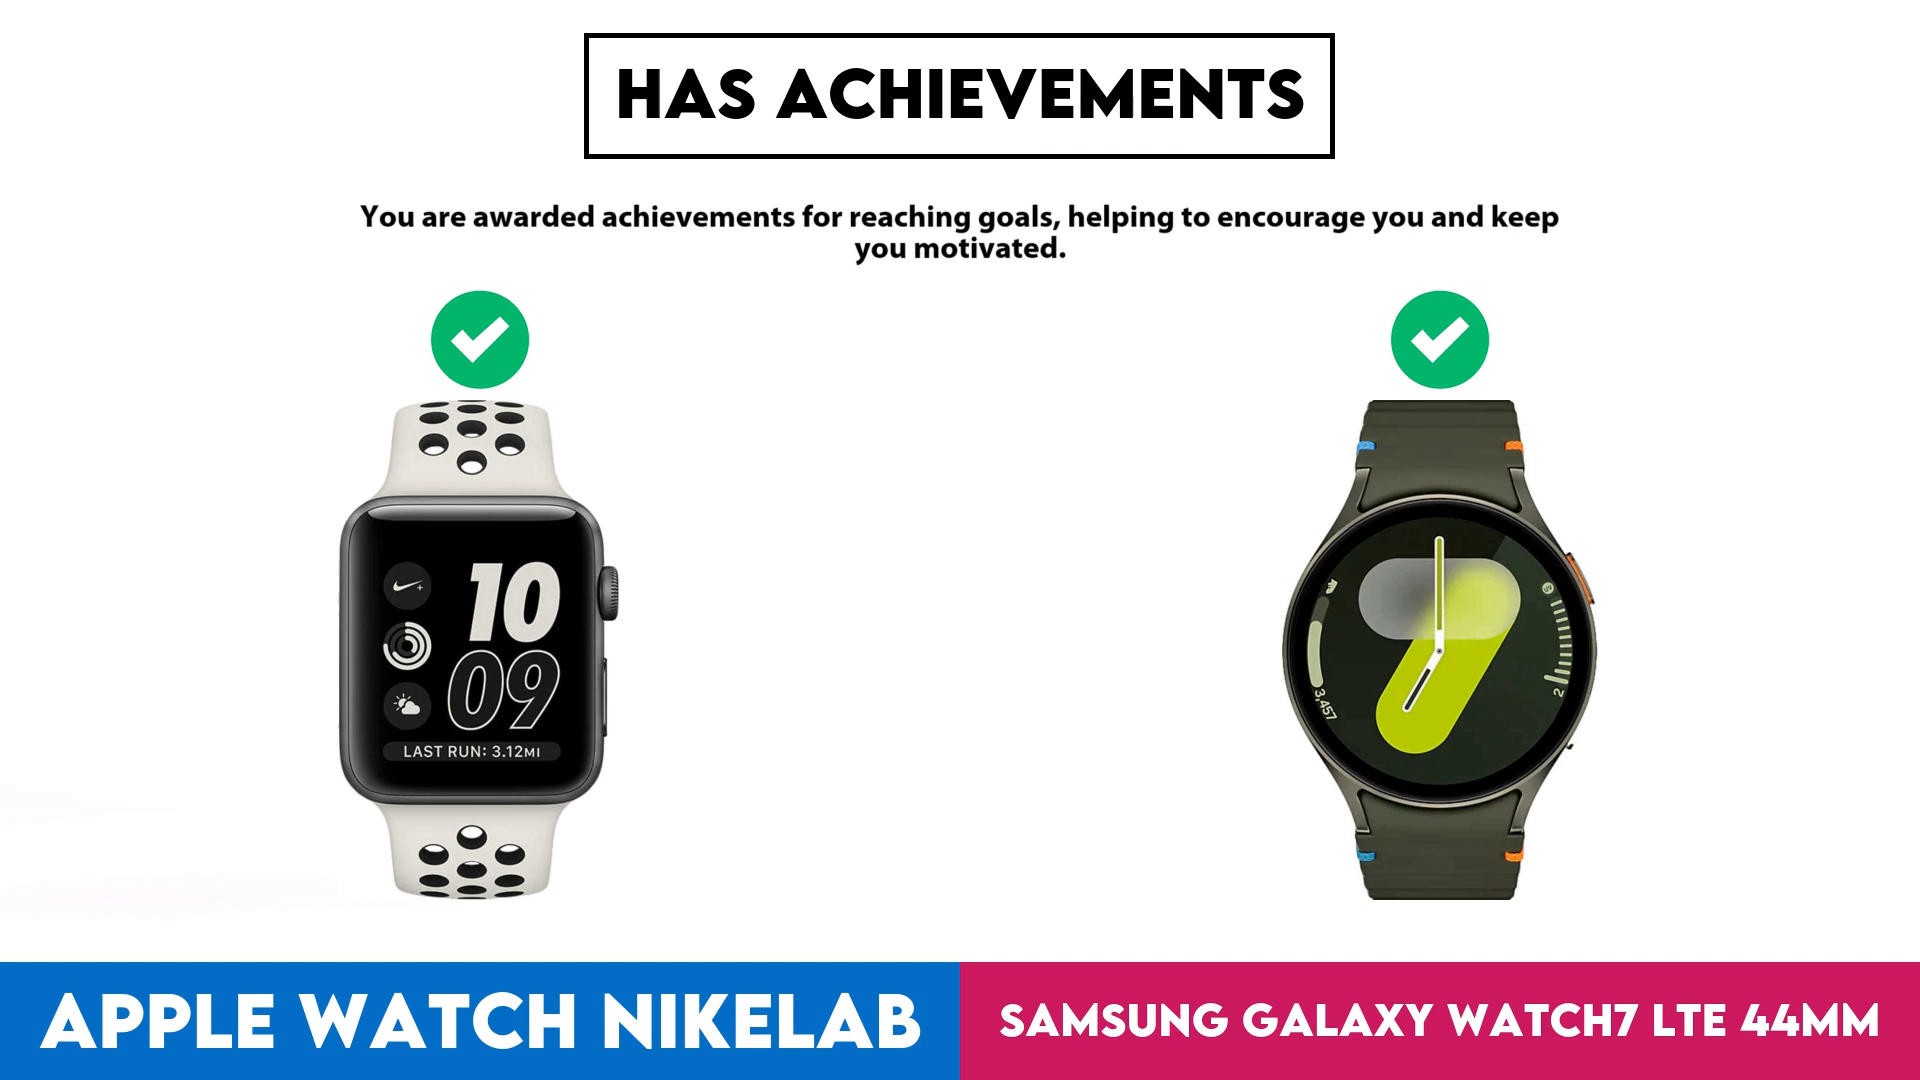 HAS ACHIEVEMENTS
You are awarded achievements for reaching goals, helping to encourage you and keep
you motivated.
10
09
LAST RUN: 3.12MI
3,457
UV
2
APPLE WATCH NIKELAB
SAMSUNG GALAXY WATCH7 LTE 44MM